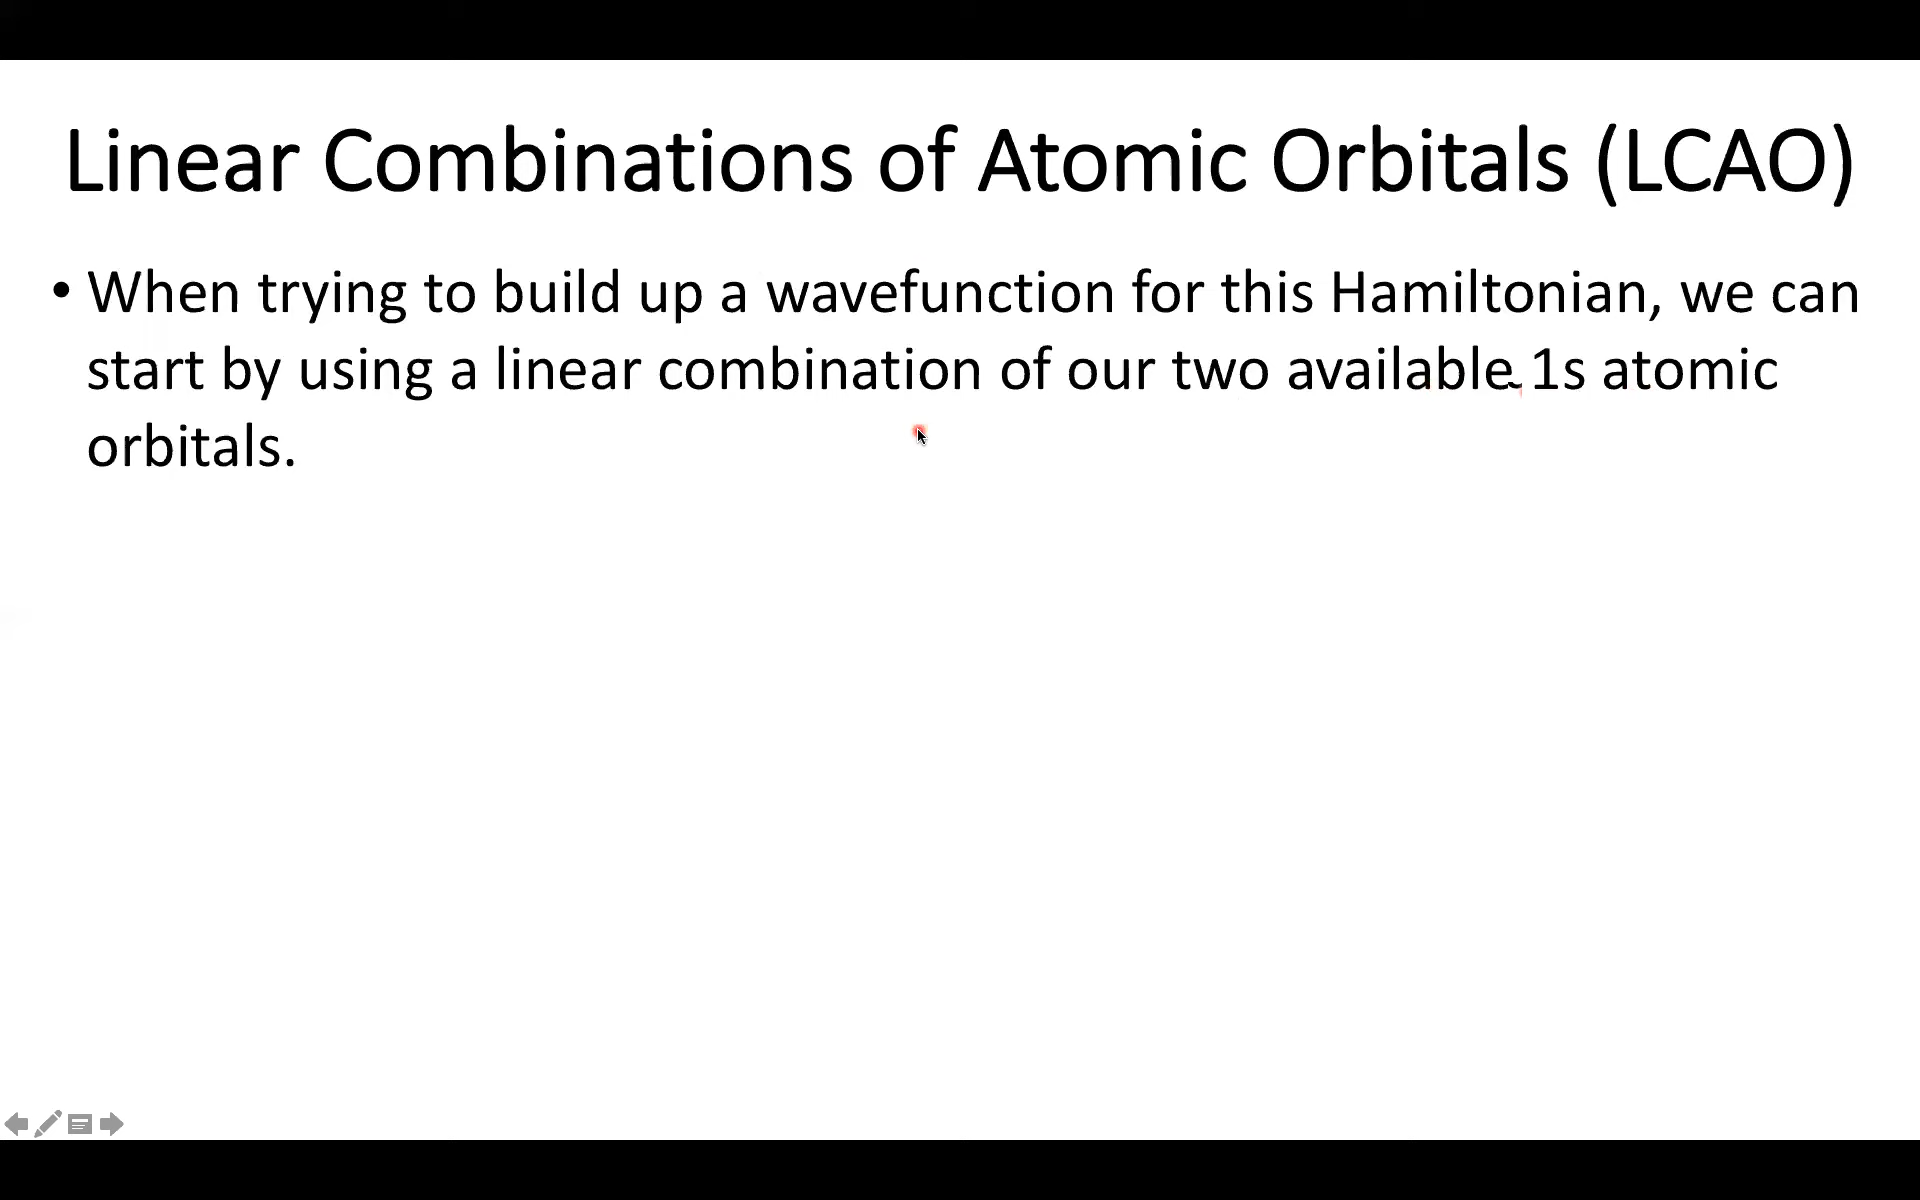 Linear Combinations of Atomic Orbitals (LCAO)
• When trying to build up a wavefunction for this Hamiltonian, we can
start by using a linear combination of our two available 1s atomic
orbitals.